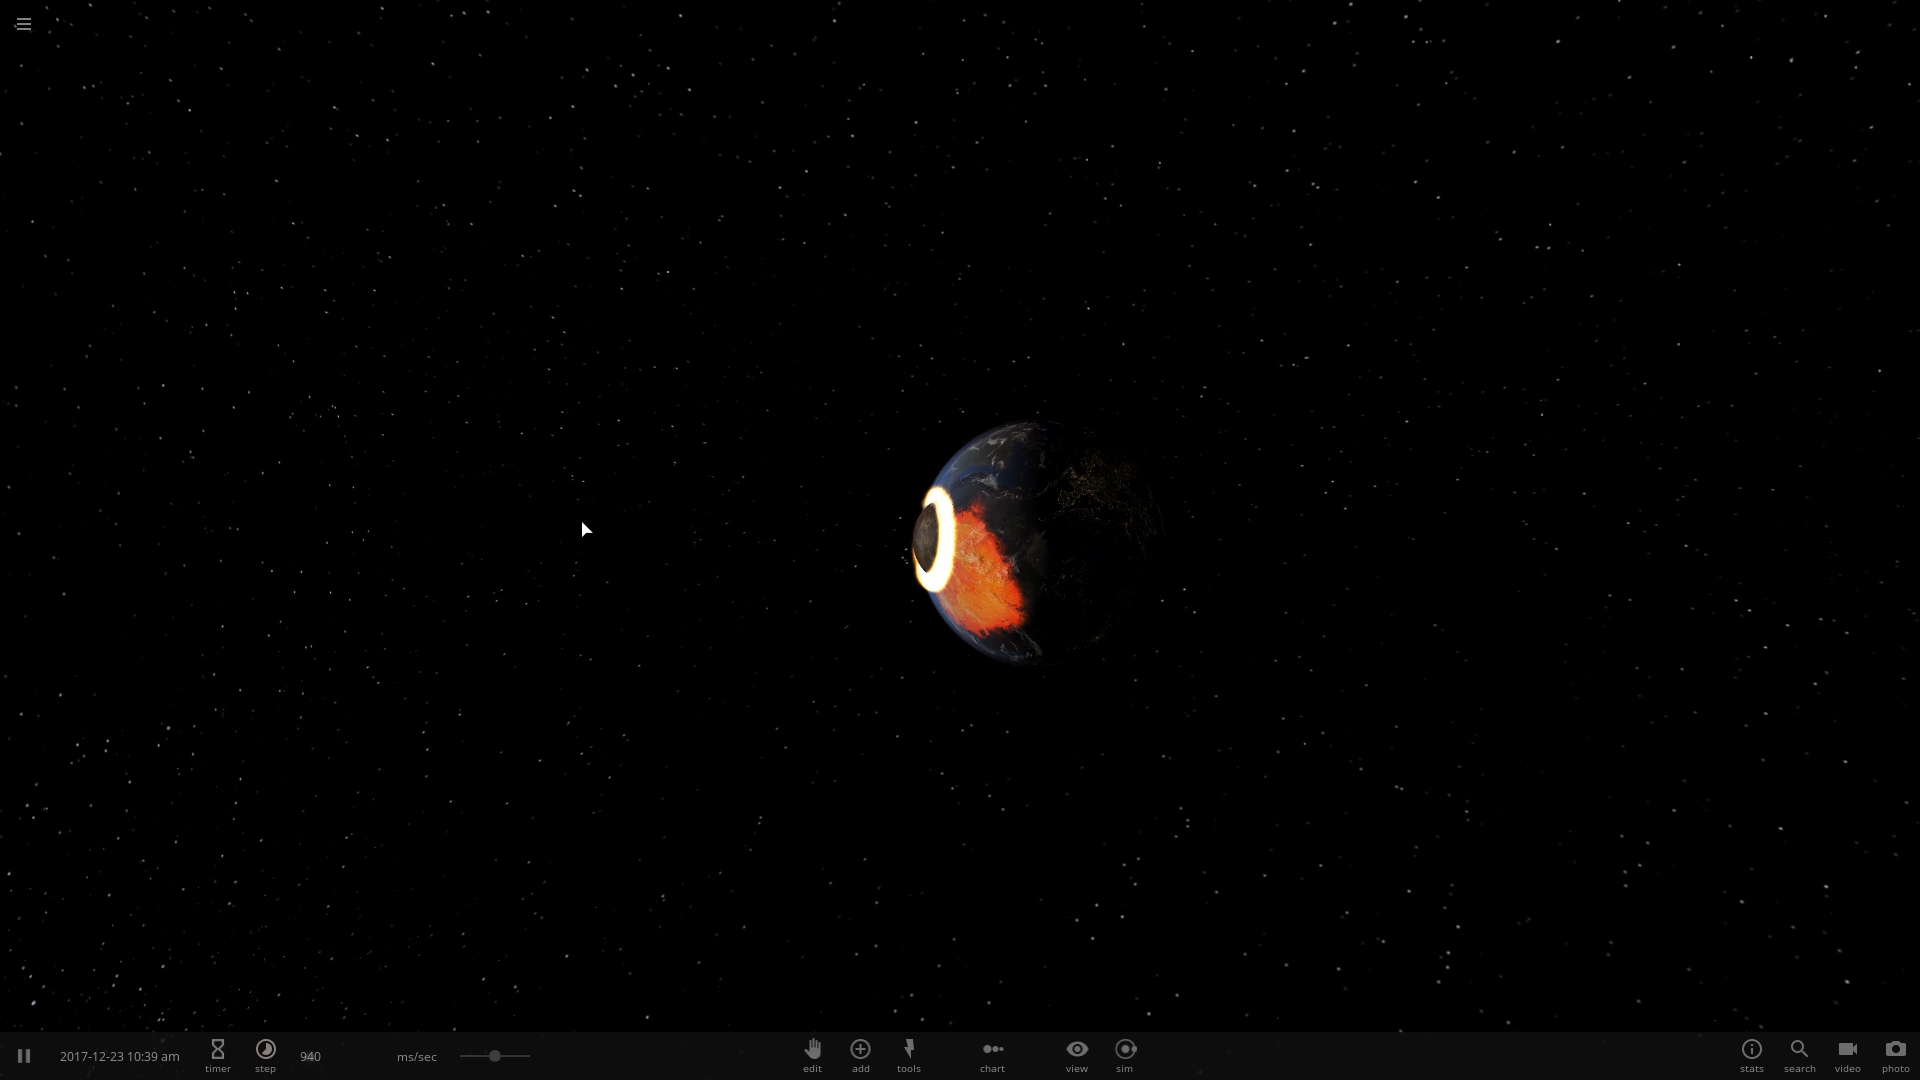 2017-12-23 10:39 am
timer
step
940
ms/sec
edit
add
tools
chart
view
sim
stats
search
video
photo